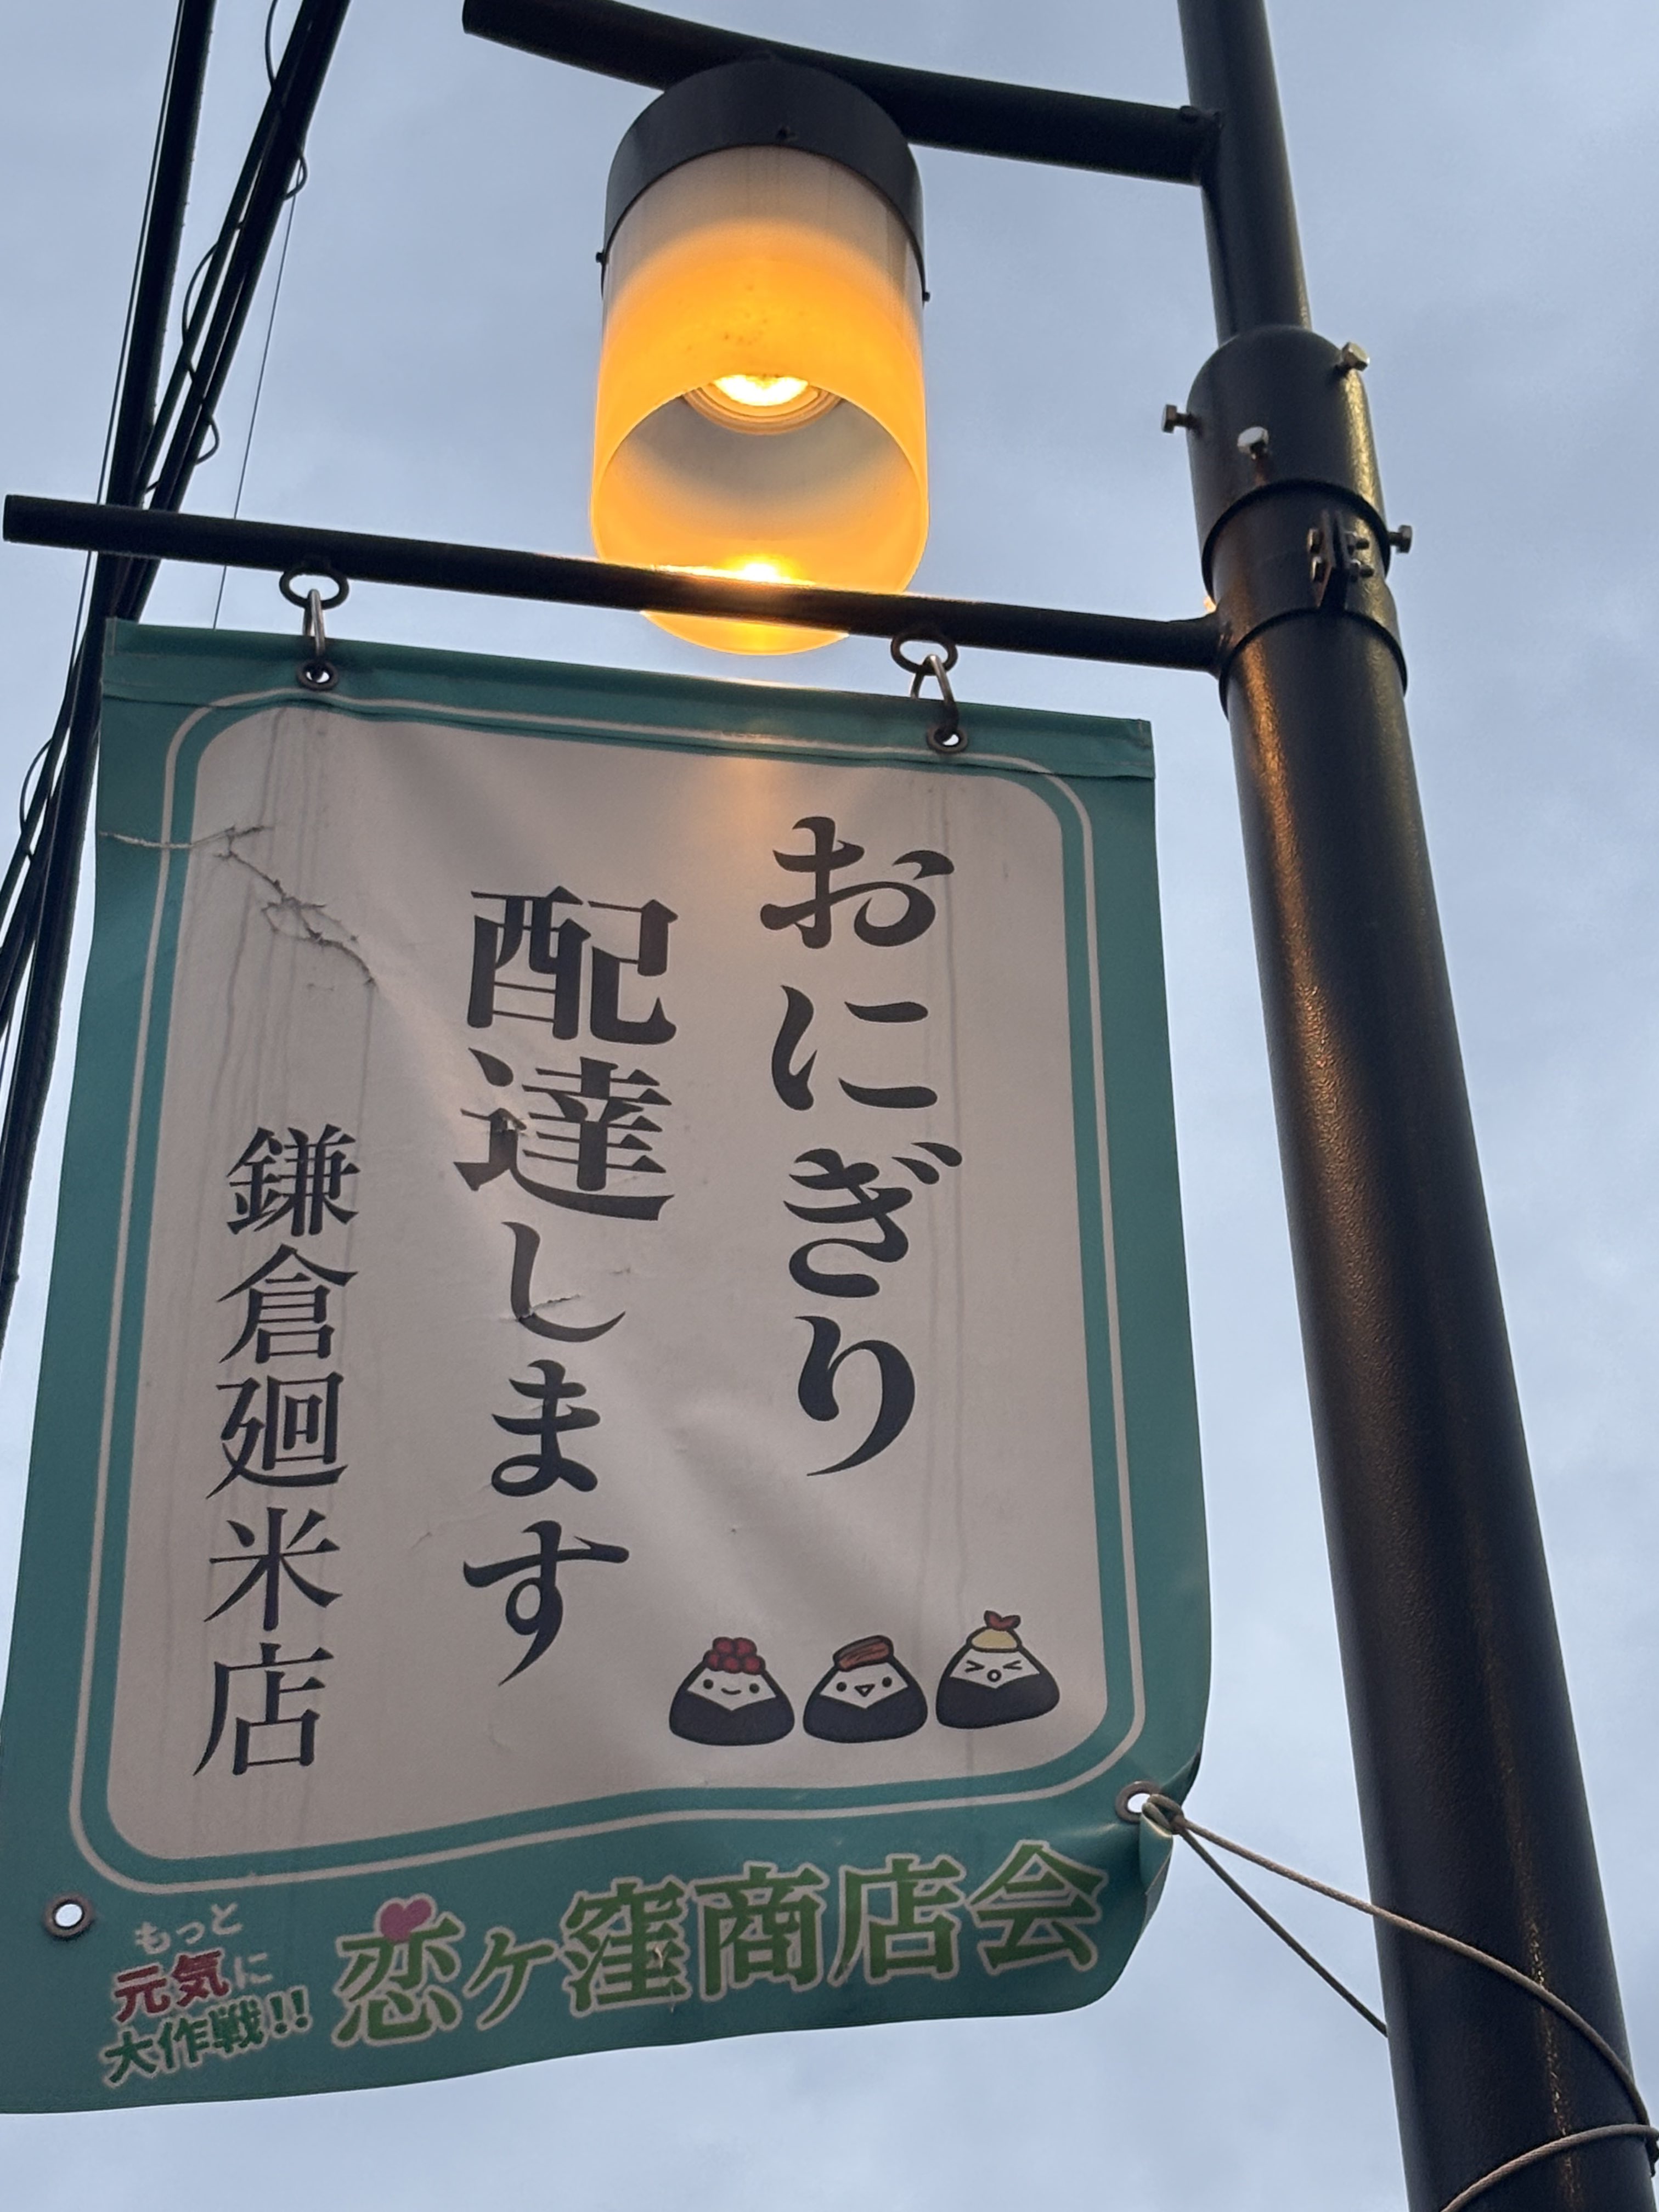 おにぎり
配達します
鎌倉廻米店
もっと
元気に
大作戦!!
恋ヶ窪商店会